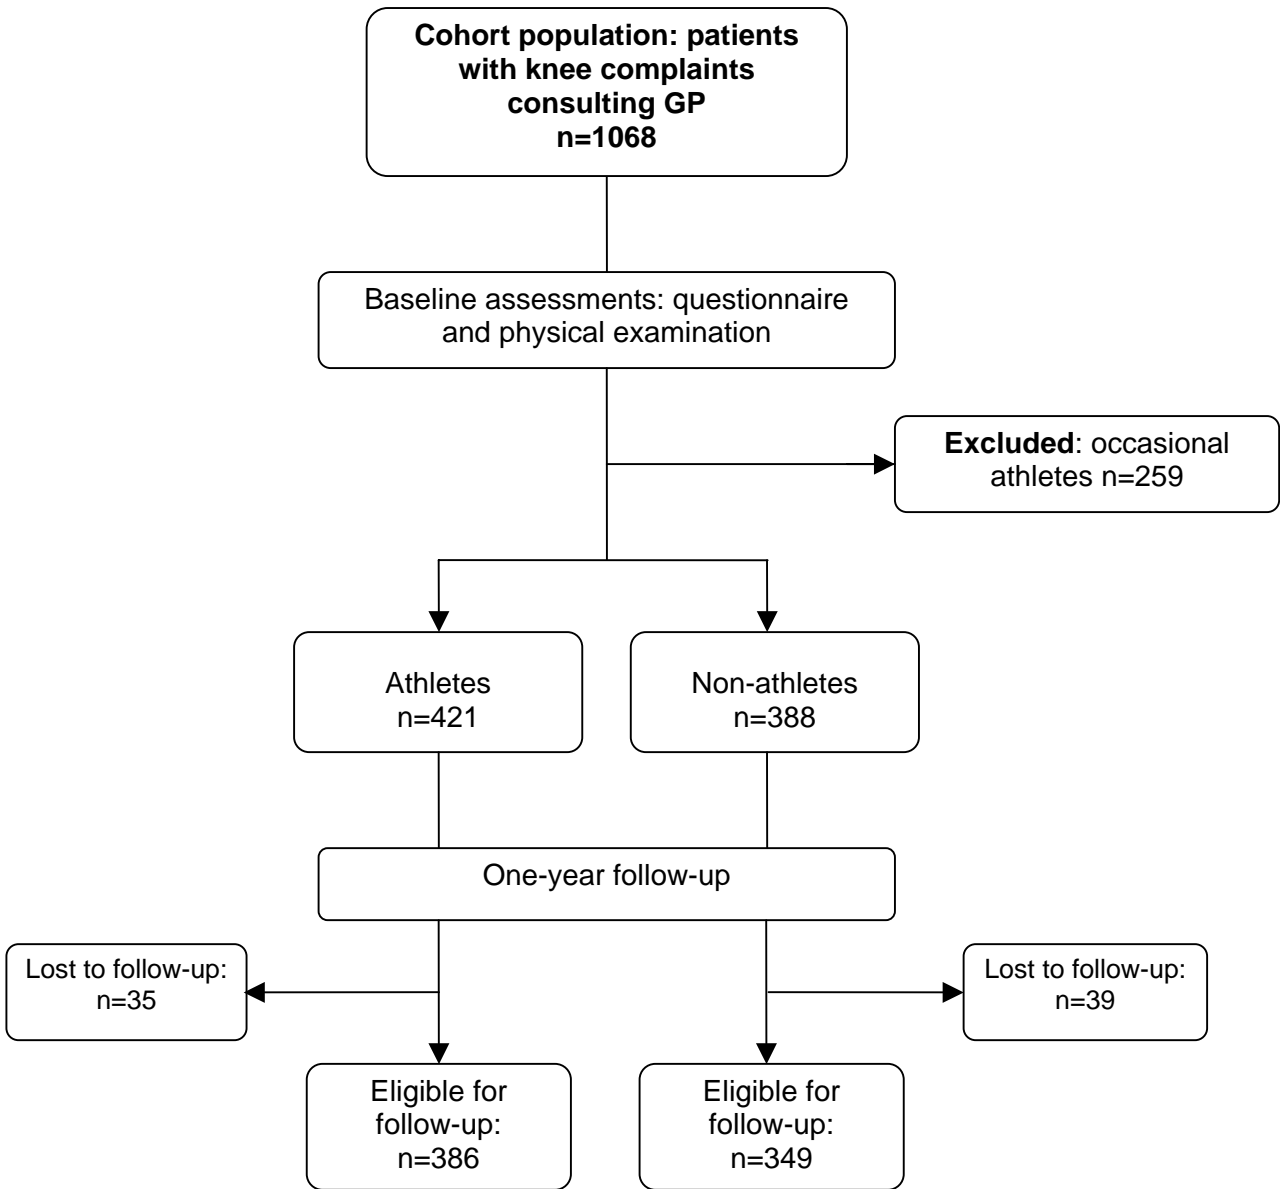 Cohort population: patients
with knee complaints
consulting GP
n=1068
Baseline assessments: questionnaire
and physical examination
Excluded: occasional
athletes n=259
Athletes
n=421
Non-athletes
n=388
One-year follow-up
Lost to follow-up:
n=35
Lost to follow-up:
n=39
Eligible for
follow-up:
n=386
Eligible for
follow-up:
n=349